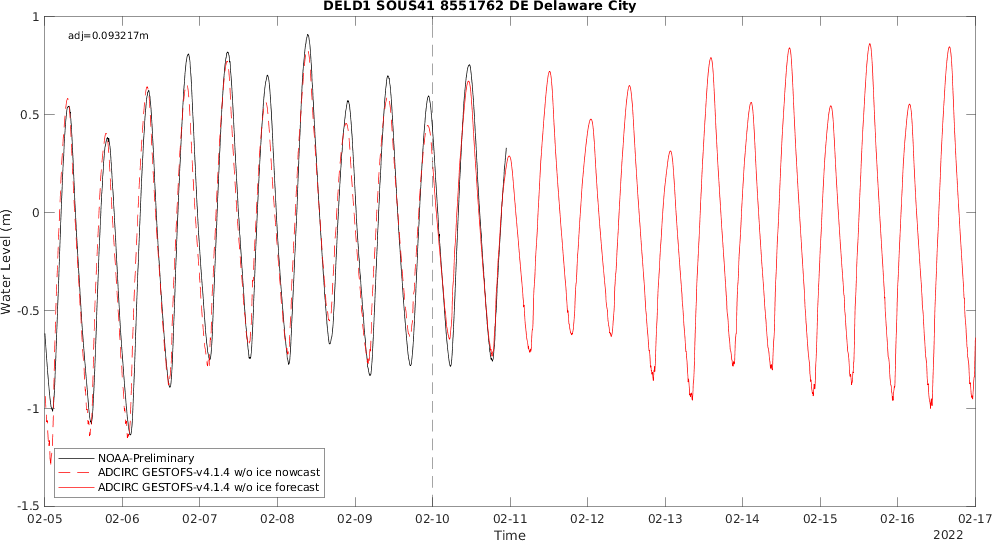 DELD1 SOUS41 8551762 DE Delaware City
adj=0.093217m
Water Level (m)
1
0.5
0
-0.5
-1
-1.5
NOAA-Preliminary
ADCIRC GESTOFS-v4.1.4 w/o ice nowcast
ADCIRC GESTOFS-v4.1.4 w/o ice forecast
02-05 02-06 02-07 02-08 02-09 02-10 02-11 02-12 02-13 02-14 02-15 02-16 02-17
Time
2022